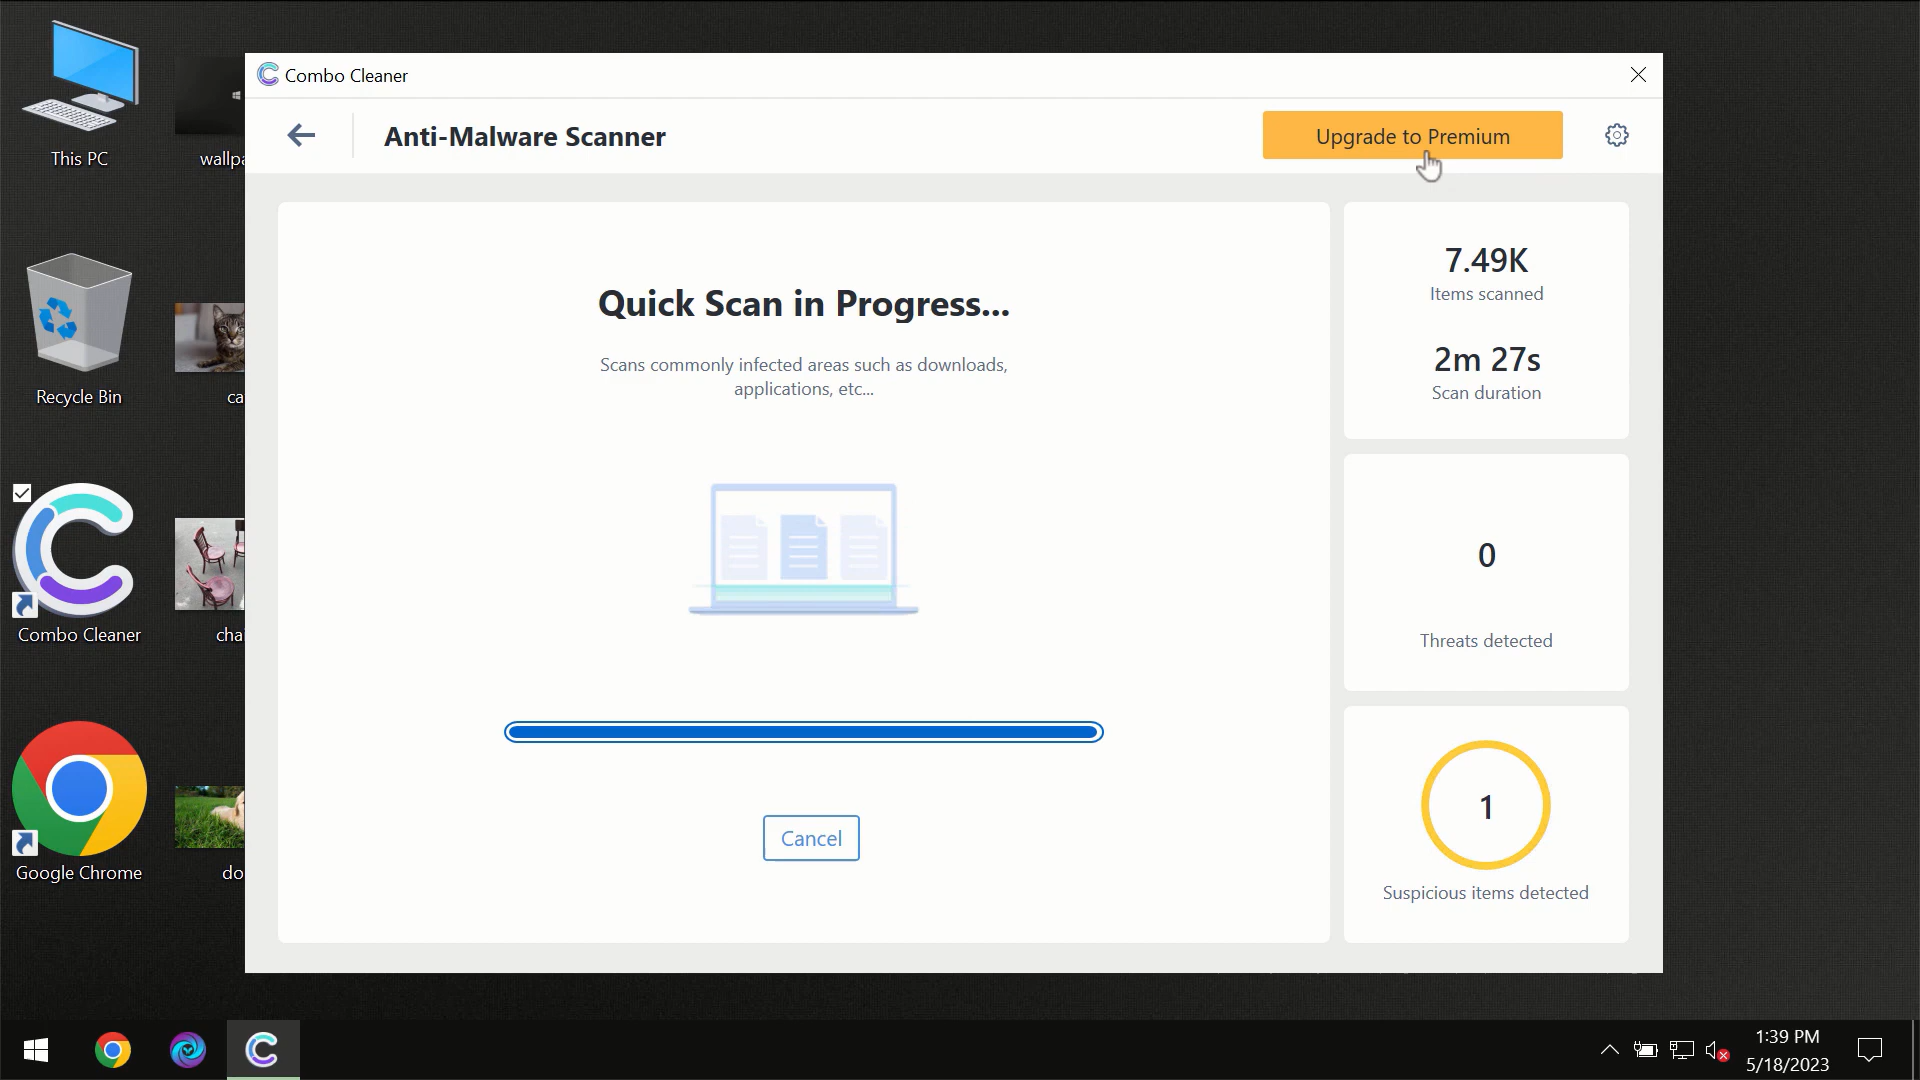 Combo Cleaner
Anti-Malware Scanner
Upgrade to Premium
Quick Scan in Progress...
Scans commonly infected areas such as downloads,
applications, etc...
Cancel
7.49K
Items scanned
2m 27s
Scan duration
0
Threats detected
1
Suspicious items detected
This PC
wallpa
Recycle Bin
ca
Combo Cleaner
chai
Google Chrome
do
1:39 PM
5/18/2023